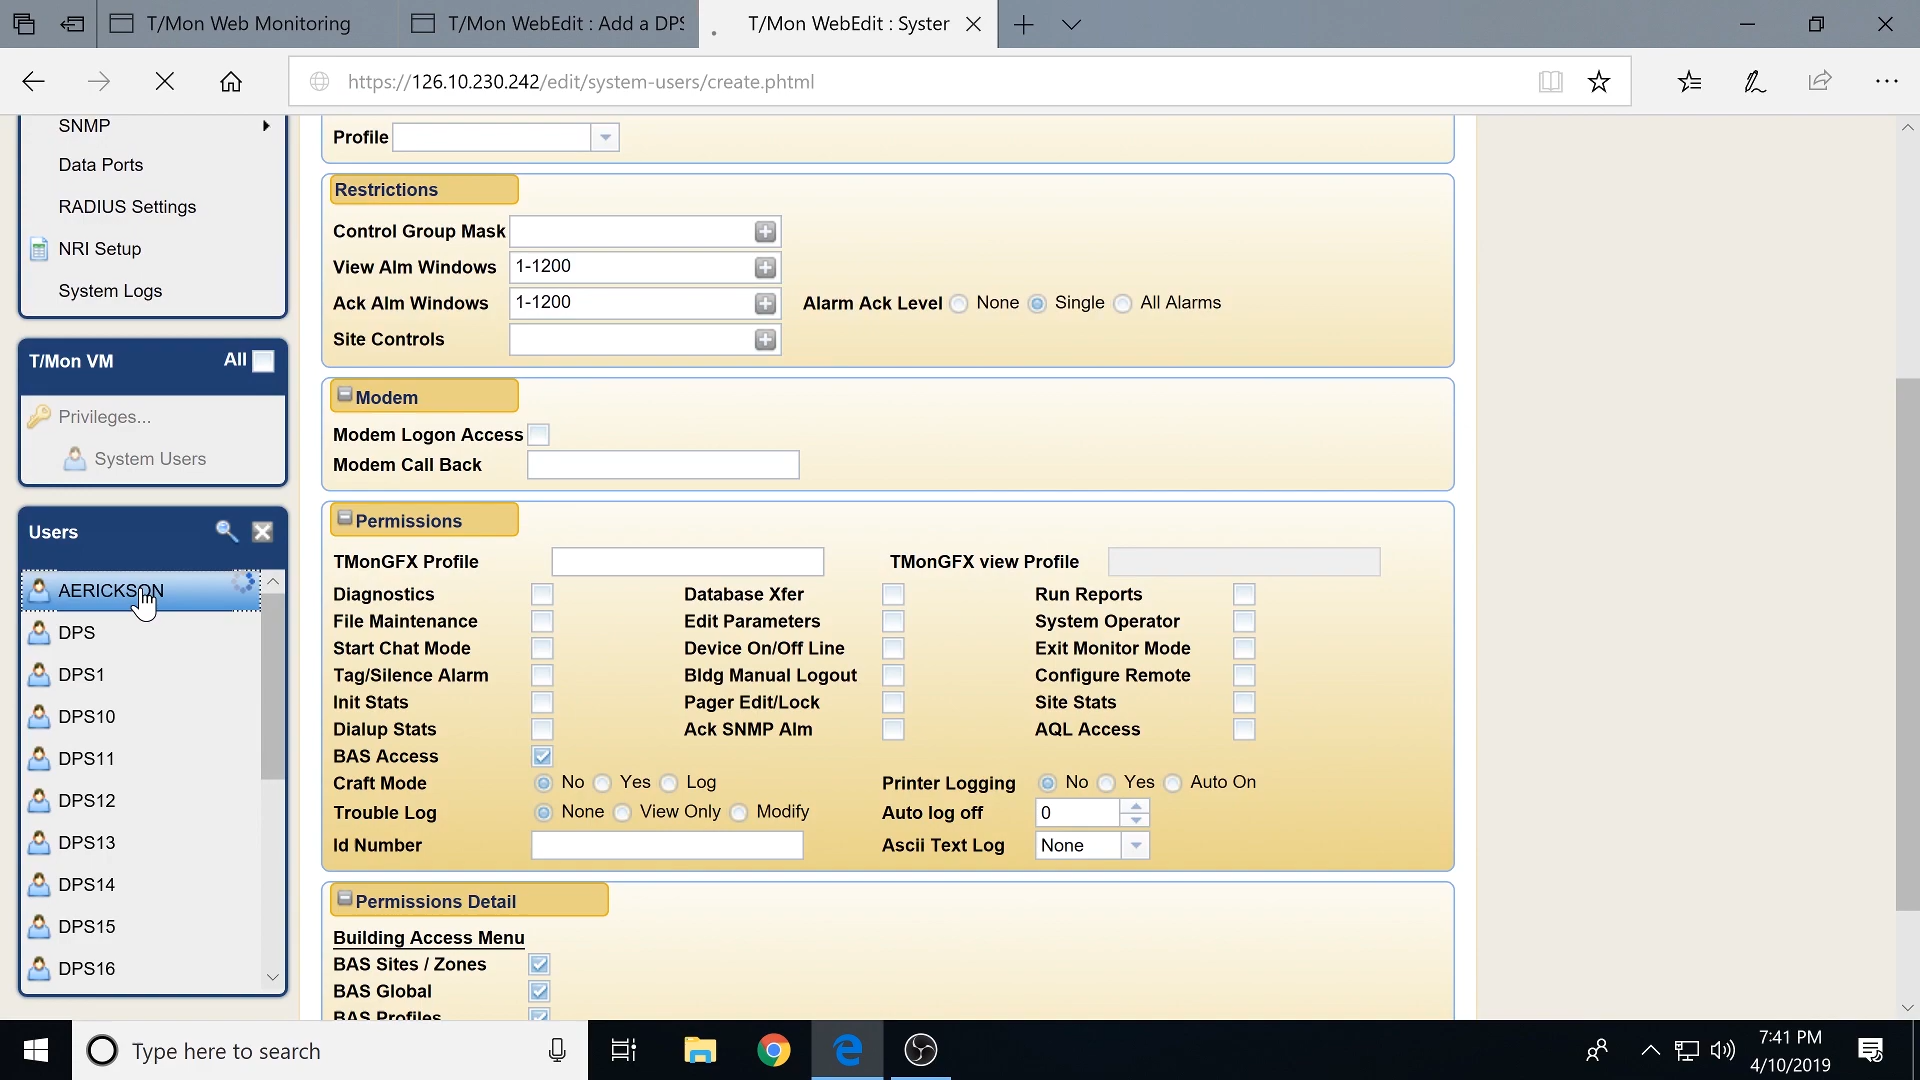 T/Mon Web Monitoring
T/Mon WebEdit : Add a DPS
T/Mon WebEdit : Syster
https://126.10.230.242/edit/system-users/create.phtml
SNMP
Data Ports
RADIUS Settings
NRI Setup
System Logs
T/Mon VM All
Privileges...
System Users
Users
AERICKSON
DPS
DPS1
DPS10
DPS11
DPS12
DPS13
DPS14
DPS15
DPS16
Profile
Restrictions
Control Group Mask
View Alm Windows 1-1200
Ack Alm Windows 1-1200 Alarm Ack Level None Single All Alarms
Site Controls
Modem
Modem Logon Access
Modem Call Back
Permissions
TMonGFX Profile TMonGFX view Profile
Diagnostics Database Xfer Run Reports
File Maintenance Edit Parameters System Operator
Start Chat Mode Device On/Off Line Exit Monitor Mode
Tag/Silence Alarm Bldg Manual Logout Configure Remote
Init Stats Pager Edit/Lock Site Stats
Dialup Stats Ack SNMP Alm AQL Access
BAS Access
Craft Mode No Yes Log Printer Logging No Yes Auto On
Trouble Log None View Only Modify Auto log off 0
Id Number Ascii Text Log None
Permissions Detail
Building Access Menu
BAS Sites / Zones
BAS Global
BAS Profiles
Type here to search
7:41 PM
4/10/2019